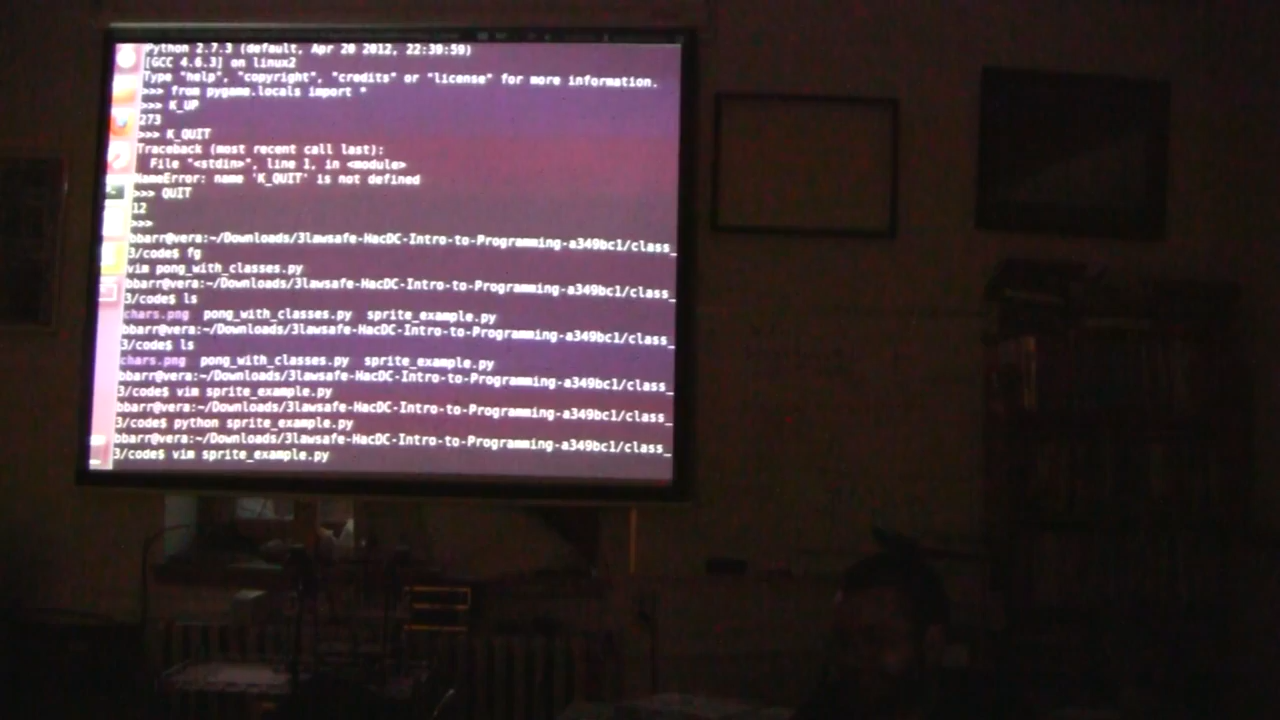 Python 2.7.3 (default, Apr 20 2012, 22:39:59)
[GCC 4.6.3] on linux2
Type "help", "copyright", "credits" or "license" for more information.
>>> from pygame.locals import *
>>> K_UP
273
>>> K_QUIT
Traceback (most recent call last):
File "<stdin>", line 1, in <module>
NameError: name 'K_QUIT' is not defined
>>> QUIT
12
>>>
bbarr@vera:~/Downloads/3lawsafe-HacDC-Intro-to-Programming-a349bc1/class_
3/code$ fg
vim pong_with_classes.py
bbarr@vera:~/Downloads/3lawsafe-HacDC-Intro-to-Programming-a349bc1/class_
3/code$ ls
chars.png pong_with_classes.py sprite_example.py
bbarr@vera:~/Downloads/3lawsafe-HacDC-Intro-to-Programming-a349bc1/class_
3/code$ ls
chars.png pong_with_classes.py sprite_example.py
bbarr@vera:~/Downloads/3lawsafe-HacDC-Intro-to-Programming-a349bc1/class_
3/code$ vim sprite_example.py
bbarr@vera:~/Downloads/3lawsafe-HacDC-Intro-to-Programming-a349bc1/class_
3/code$ python sprite_example.py
bbarr@vera:~/Downloads/3lawsafe-HacDC-Intro-to-Programming-a349bc1/class_
3/code$ vim sprite_example.py